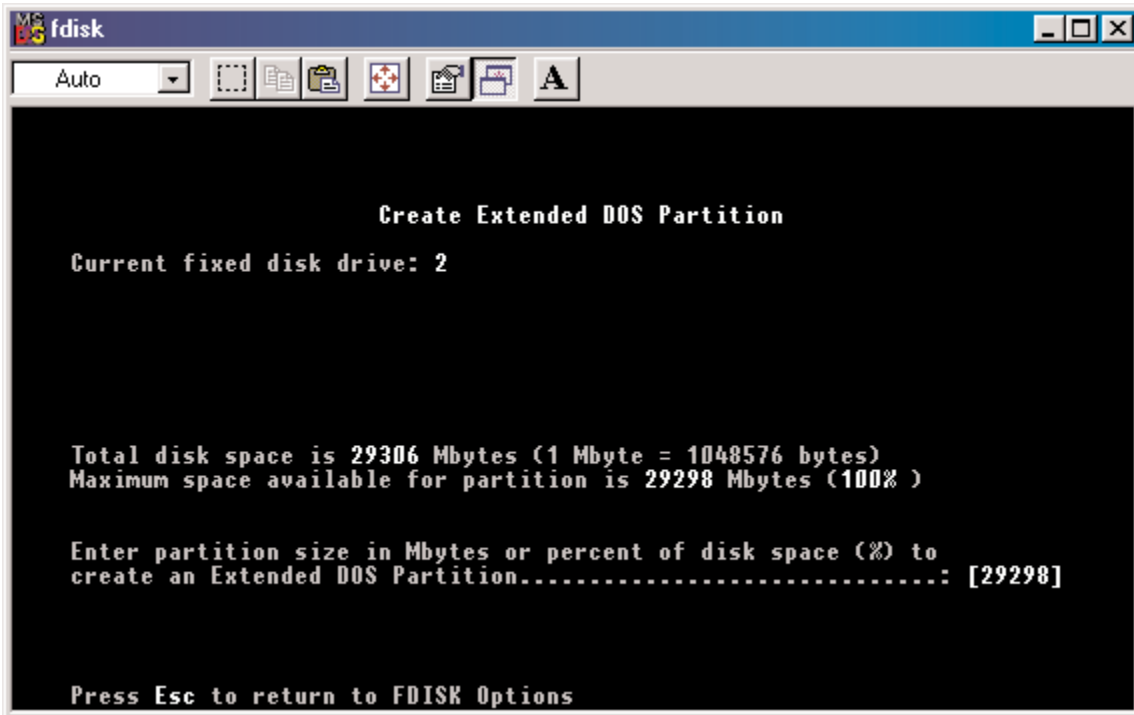 fdisk
Auto
A
Create Extended DOS Partition
Current fixed disk drive: 2
Total disk space is 29306 Mbytes (1 Mbyte = 1048576 bytes)
Maximum space available for partition is 29298 Mbytes (100% )
Enter partition size in Mbytes or percent of disk space (%) to
create an Extended DOS Partition..............................: [29298]
Press Esc to return to FDISK Options